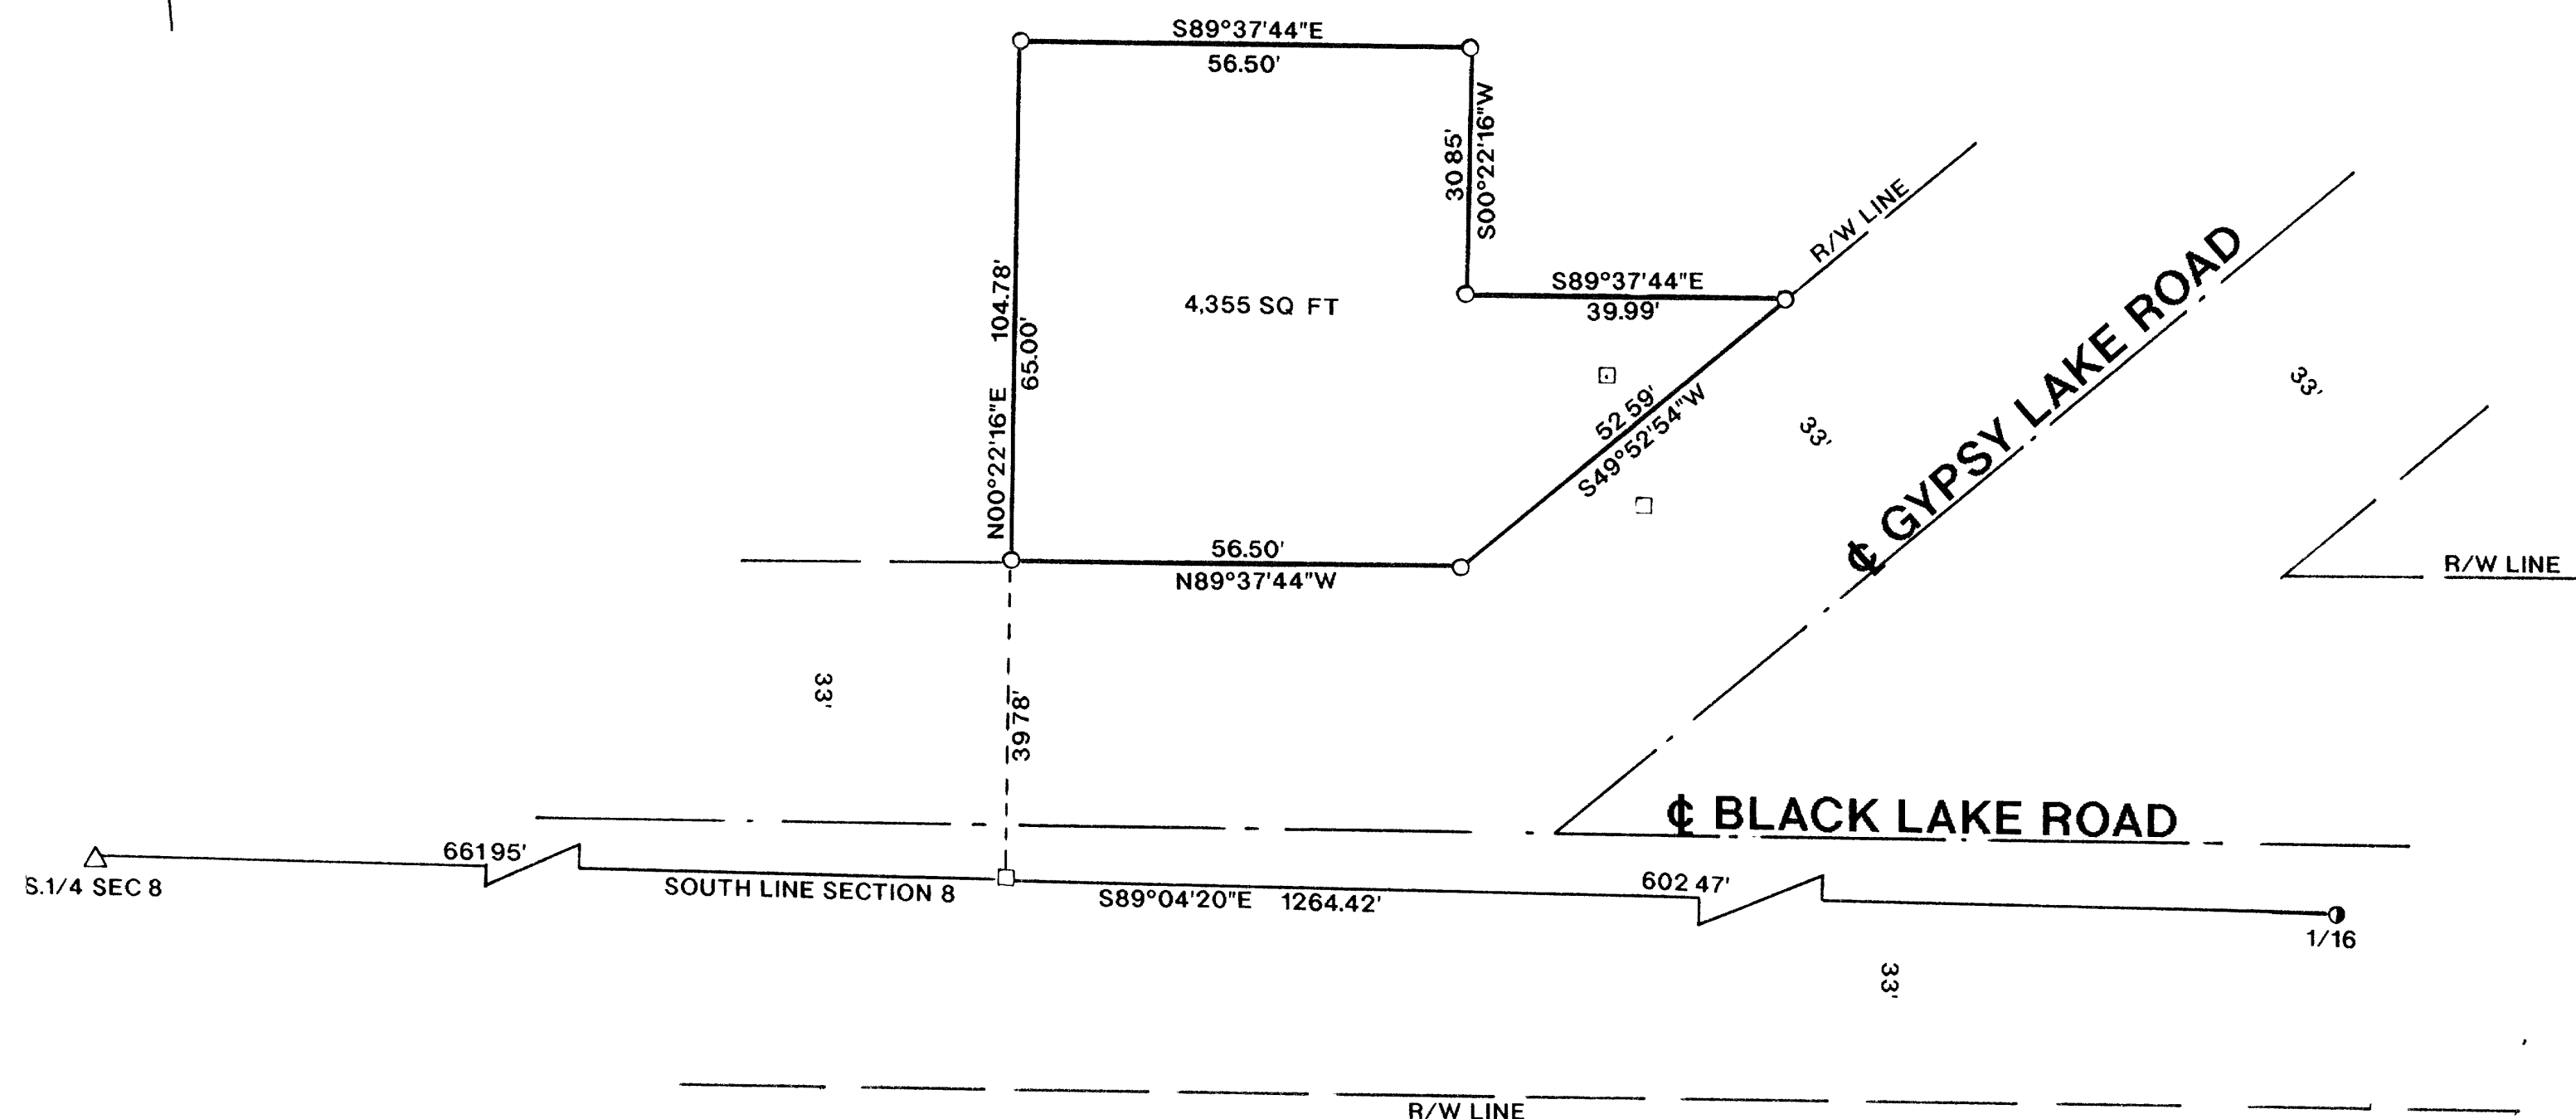 S89°37'44"E
56.50'
30 85'
S00°22'16"W
R/W LINE
S89°37'44"E
39.99'
4,355 SQ FT
N00°22'16"E 104.78'
65.00'
52 59'
S49°52'54"W
33'
33'
₵ GYPSY LAKE ROAD
56.50'
N89°37'44"W
R/W LINE
33'
39 78'
₵ BLACK LAKE ROAD
661 95'
S.1/4 SEC 8
SOUTH LINE SECTION 8
S89°04'20"E 1264.42'
602 47'
1/16
33'
R/W LINE